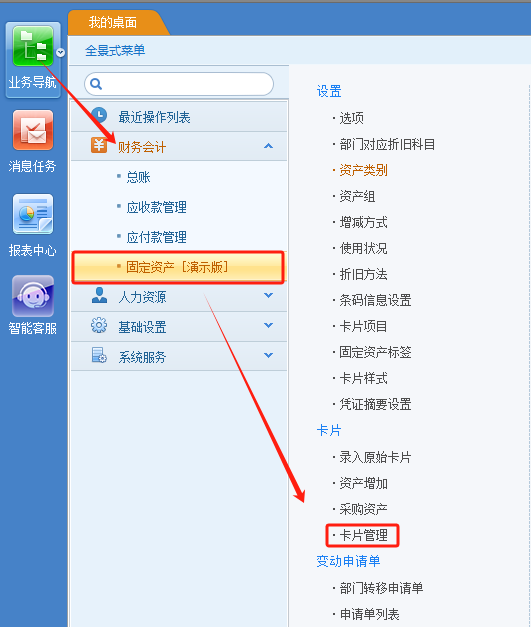 我的桌面
全景式菜单
业务导航
消息任务
报表中心
智能客服
最近操作列表
财务会计
总账
应收款管理
应付款管理
固定资产 [演示版]
人力资源
基础设置
系统服务
设置
·选项
·部门对应折旧科目
·资产类别
·资产组
·增减方式
·使用状况
·折旧方法
·条码信息设置
·卡片项目
·固定资产标签
·卡片样式
·凭证摘要设置
卡片
·录入原始卡片
·资产增加
·采购资产
·卡片管理
变动申请单
·部门转移申请单
·申请单列表